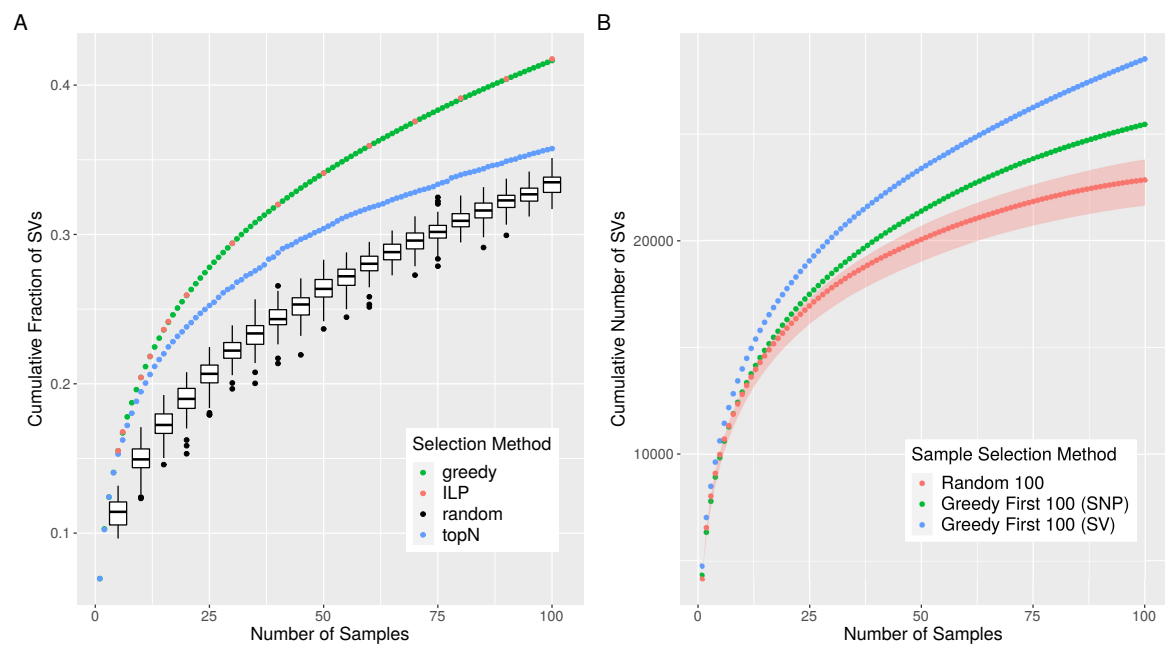 A
Cumulative Fraction of SVs
0.4
0.3
0.2
0.1
0
25
50
75
100
Number of Samples
Selection Method
greedy
ILP
random
topN
B
Cumulative Number of SVs
20000
10000
0
25
50
75
100
Number of Samples
Sample Selection Method
Random 100
Greedy First 100 (SNP)
Greedy First 100 (SV)